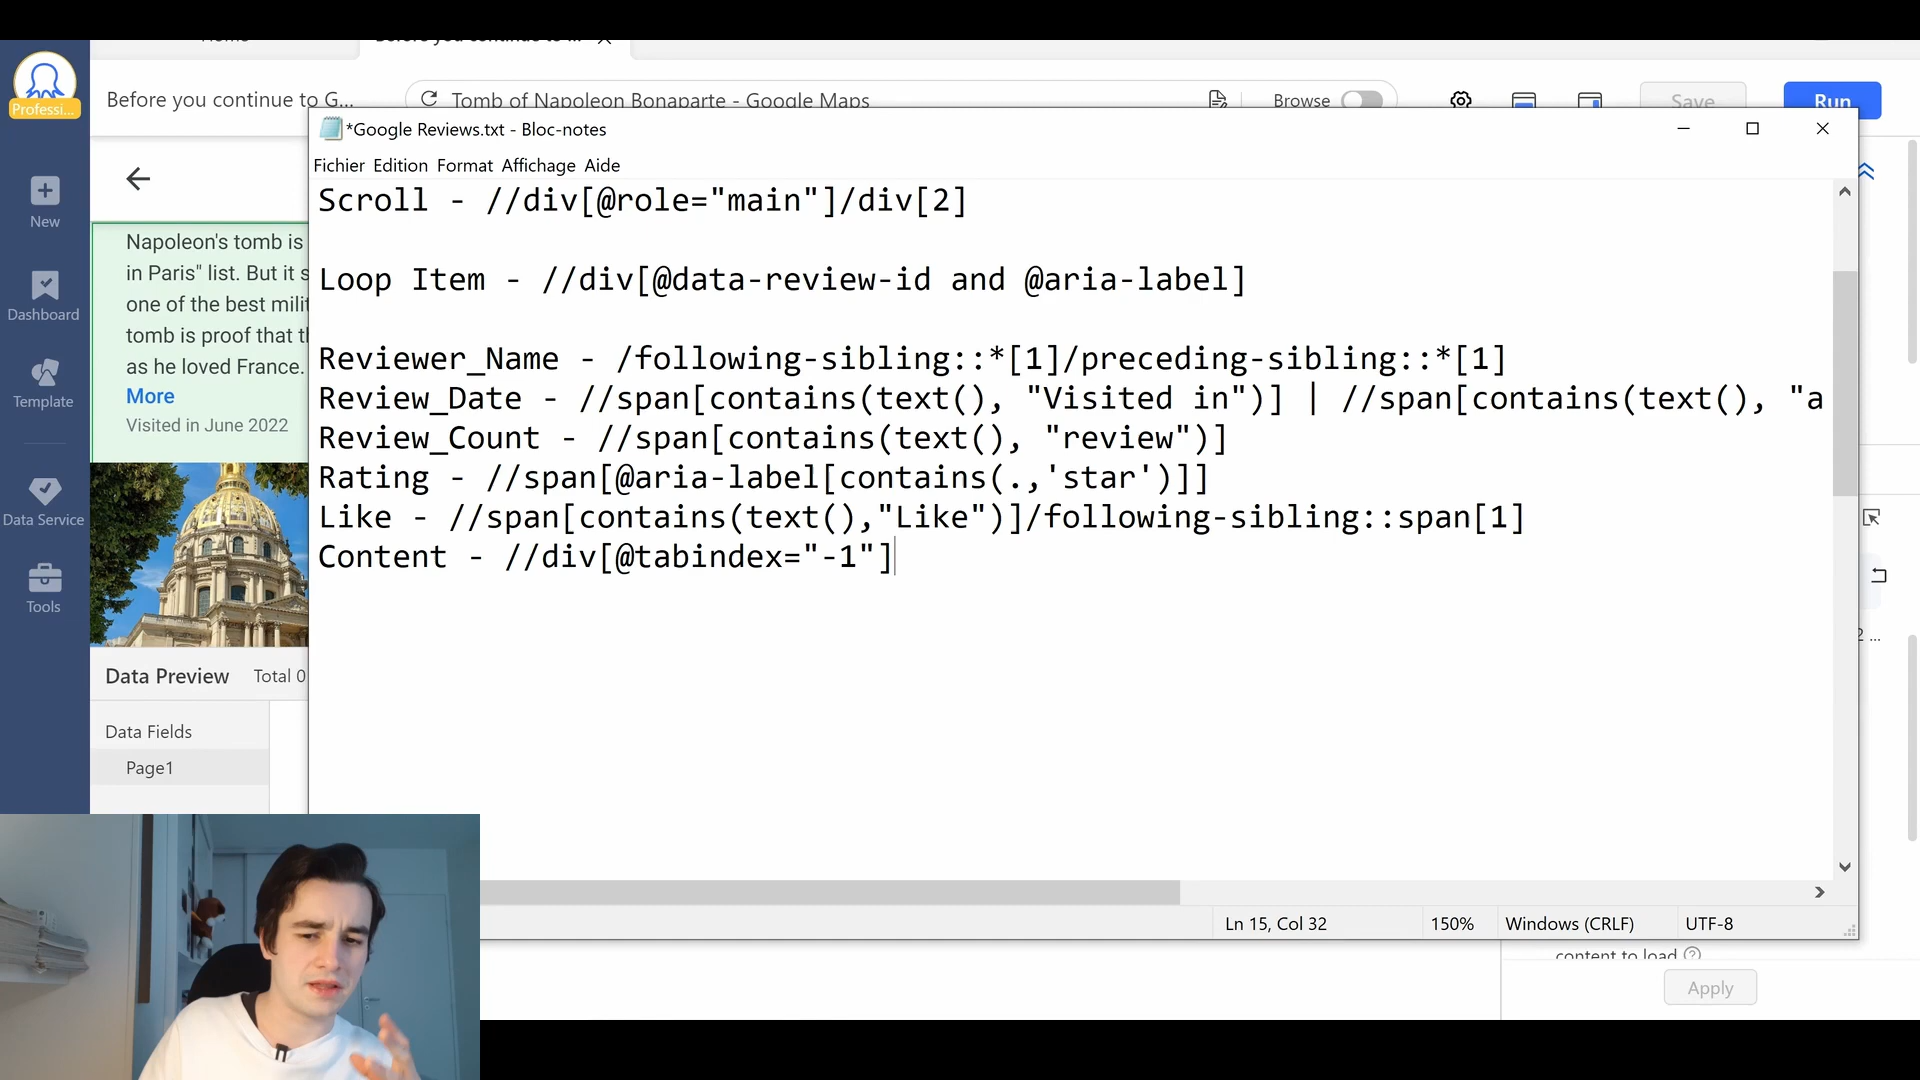 Before you continue to G...
Tomb of Napoleon Bonaparte - Google Maps
Browse
Save
Run
Professi...
New
Dashboard
Template
Data Service
Tools
Napoleon's tomb is
in Paris" list. But it s
one of the best mili
tomb is proof that t
as he loved France.
More
Visited in June 2022
Data Preview Total 0
Data Fields
Page1
*Google Reviews.txt - Bloc-notes
Fichier Edition Format Affichage Aide
Scroll - //div[@role="main"]/div[2]
Loop Item - //div[@data-review-id and @aria-label]
Reviewer_Name - /following-sibling::*[1]/preceding-sibling::*[1]
Review_Date - //span[contains(text(), "Visited in")] | //span[contains(text(), "a
Review_Count - //span[contains(text(), "review")]
Rating - //span[@aria-label[contains(.,'star')]]
Like - //span[contains(text(),"Like")]/following-sibling::span[1]
Content - //div[@tabindex="-1"]
Ln 15, Col 32
150%
Windows (CRLF)
UTF-8
content to load
Apply